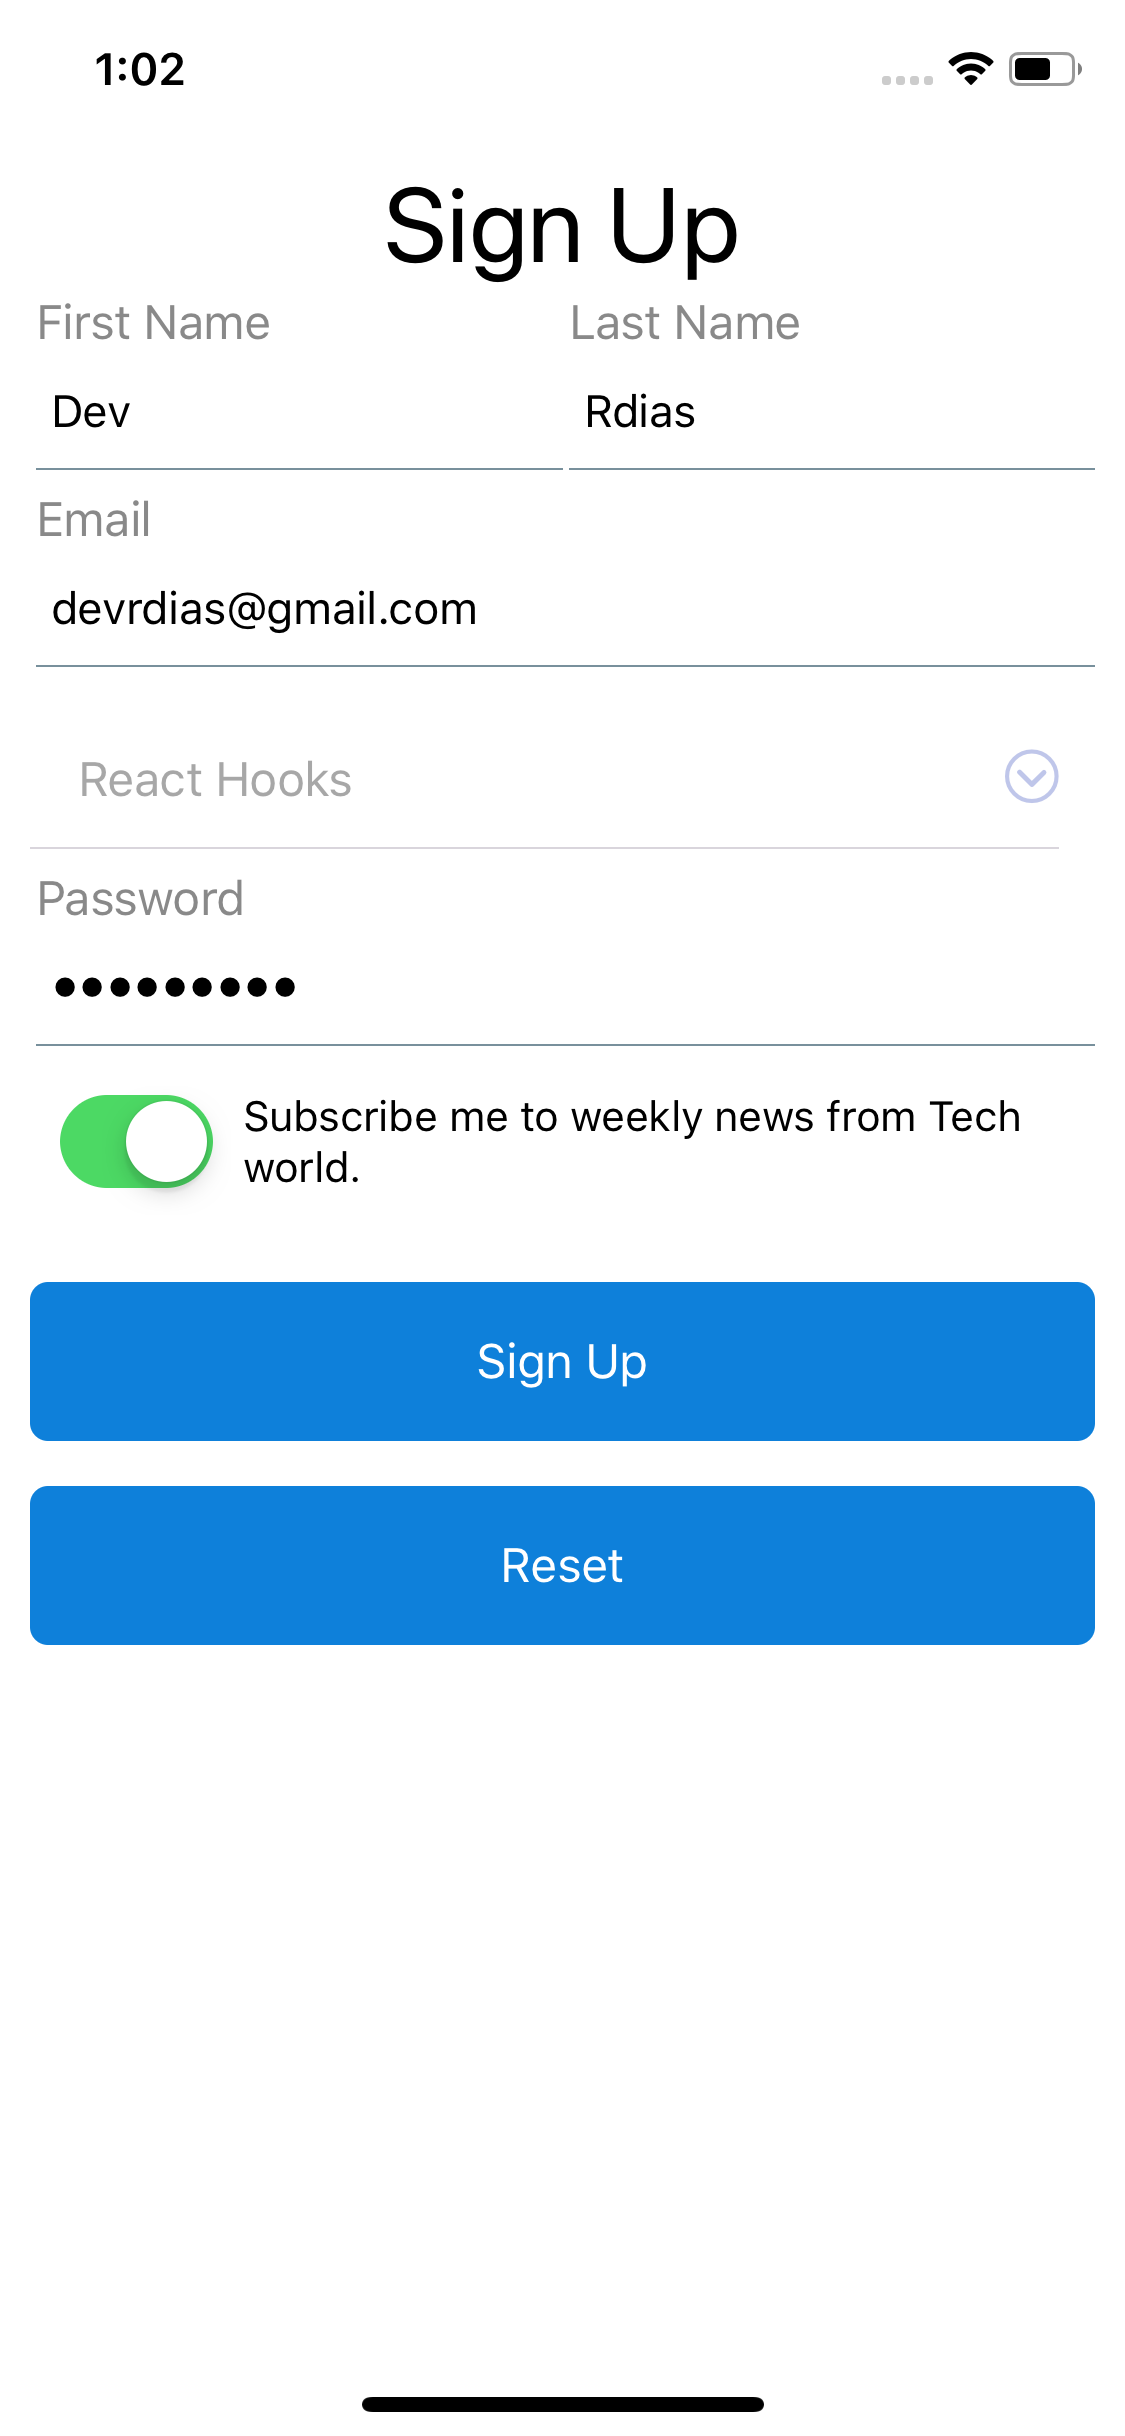 1:02
Sign Up
First Name Last Name
Dev Rdias
Email
devrdias@gmail.com
React Hooks
Password
•••••••••
Subscribe me to weekly news from Tech
world.
Sign Up
Reset